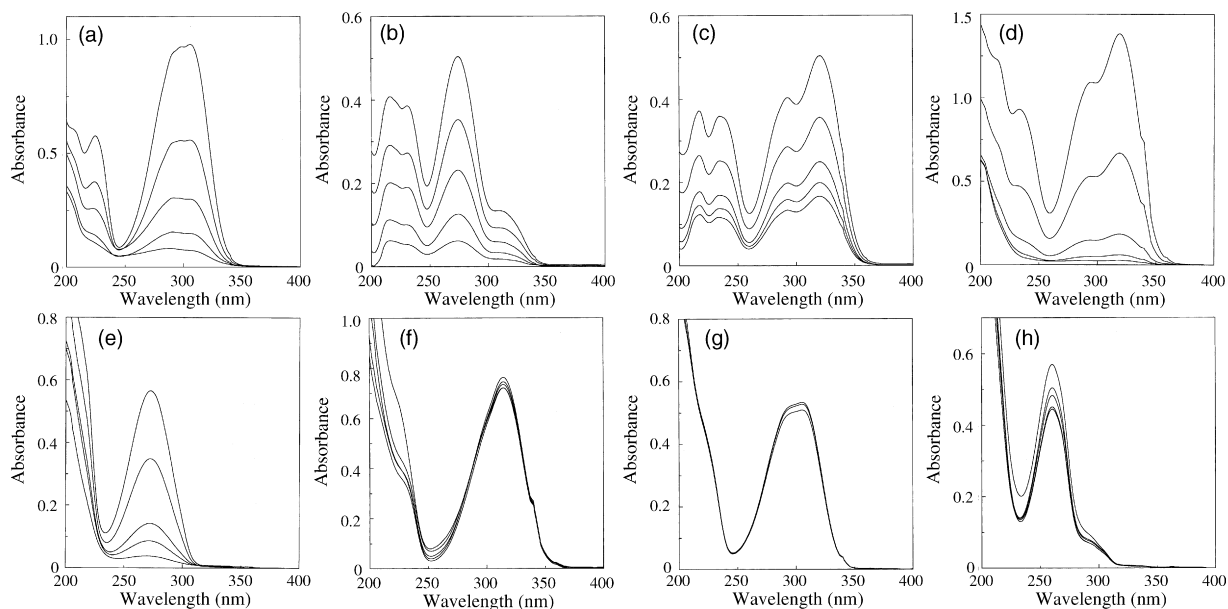 (a) (b) (c) (d)
1.0 0.6 0.6 1.5
0.5 0.4 0.4 1.0
0 0.2 0.2 0.5
0 0 0
Absorbance Absorbance Absorbance Absorbance
200 250 300 350 400 200 250 300 350 400 200 250 300 350 400 200 250 300 350 400
Wavelength (nm) Wavelength (nm) Wavelength (nm) Wavelength (nm)
(e) (f) (g) (h)
0.8 1.0 0.8 0.6
0.6 0.8 0.6 0.4
0.4 0.6 0.4 0.2
0.2 0.4 0.2 0
0 0.2 0
0
Absorbance Absorbance Absorbance Absorbance
200 250 300 350 400 200 250 300 350 400 200 250 300 350 400 200 250 300 350 400
Wavelength (nm) Wavelength (nm) Wavelength (nm) Wavelength (nm)